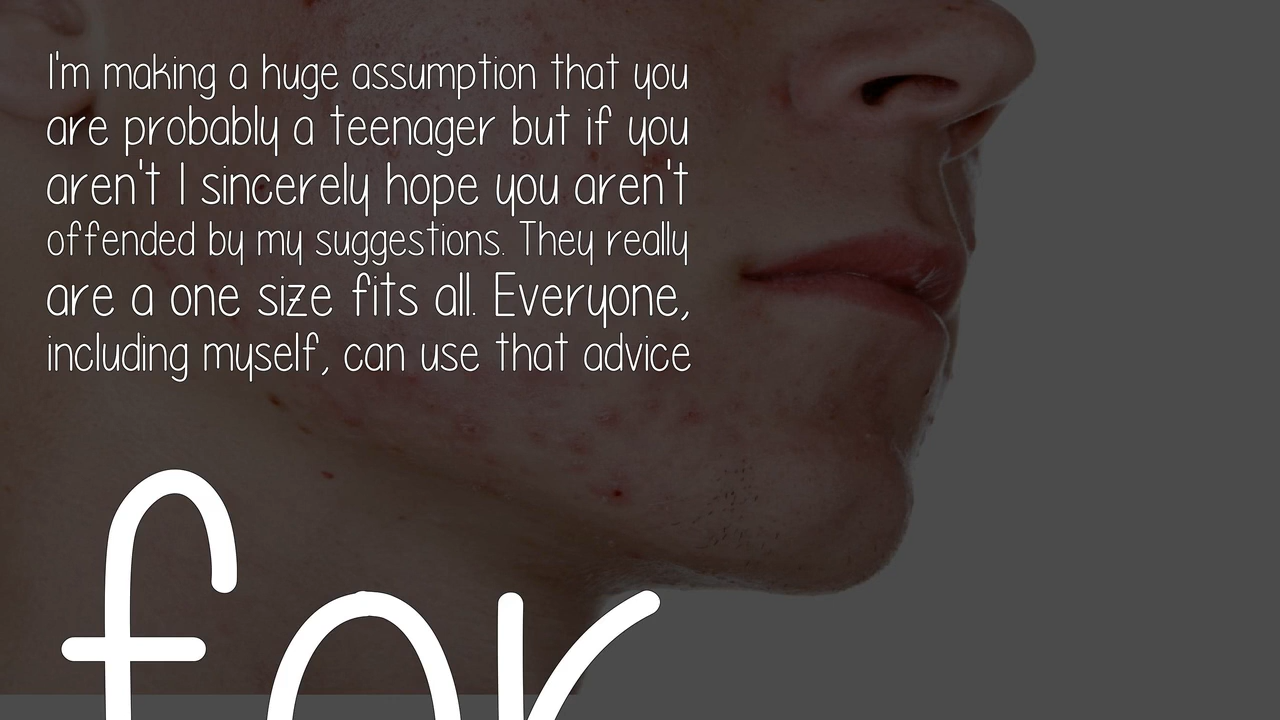 I'm making a huge assumption that you
are probably a teenager but if you
aren't I sincerely hope you aren't
offended by my suggestions. They really
are a one size fits all. Everyone,
including myself, can use that advice
for